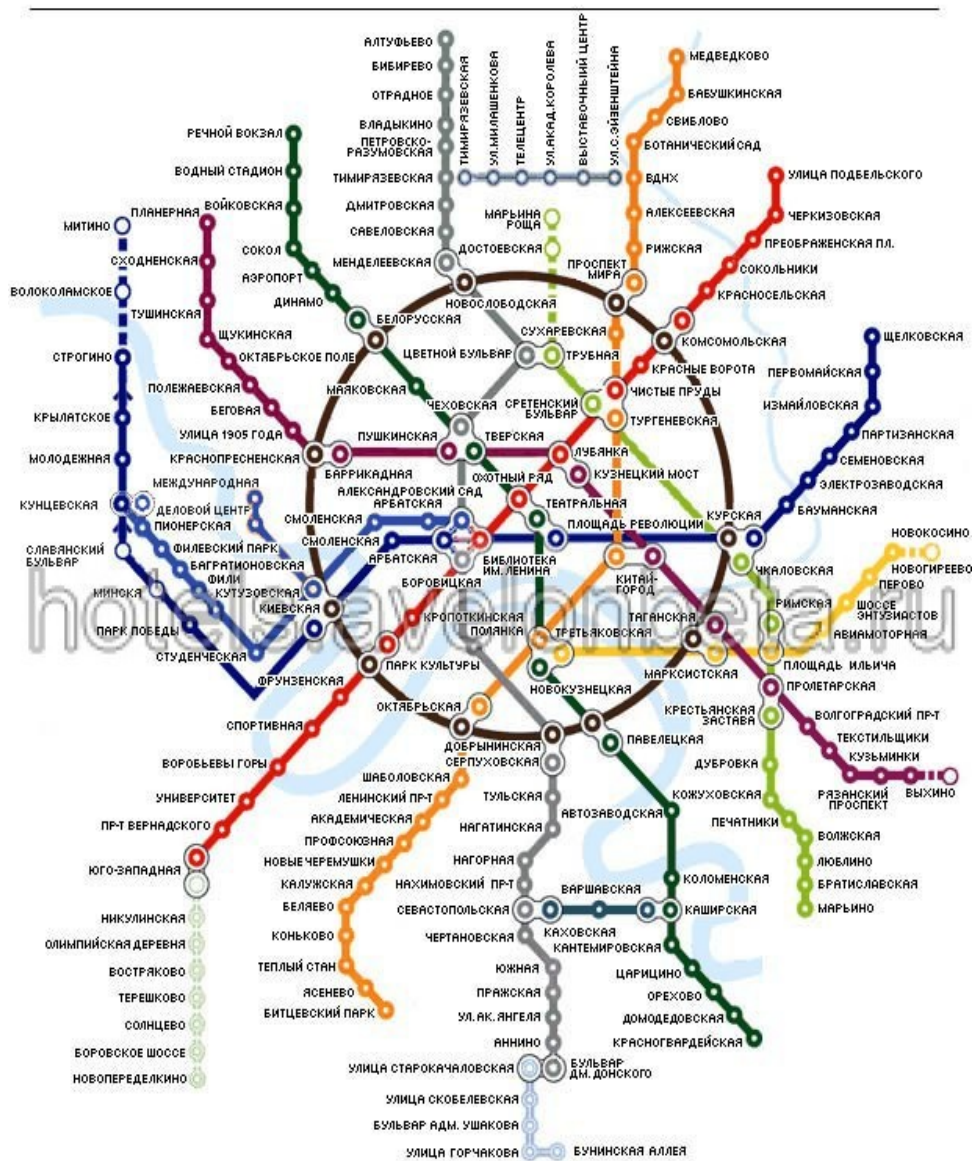 АЛТУФЬЕВО
БИБИРЕВО
ОТРАДНОЕ
ВЛАДЫКИНО
ПЕТРОВСКО-
РАЗУМОВСКАЯ
ТИМИРЯЗЕВСКАЯ
ДМИТРОВСКАЯ
САВЕЛОВСКАЯ
МЕНДЕЛЕЕВСКАЯ
ТИМИРЯЗЕВСКАЯ
УЛ.МИЛАШЕНКОВА
ТЕЛЕЦЕНТР
УЛ.АКАД.КОРОЛЕВА
ВЫСТАВОЧНЫЙ ЦЕНТР
УЛ.С.ЭЙЗЕНШТЕЙНА
МЕДВЕДКОВО
БАБУШКИНСКАЯ
СВИБЛОВО
БОТАНИЧЕСКИЙ САД
ВДНХ
АЛЕКСЕЕВСКАЯ
РИЖСКАЯ
ПРОСПЕКТ
МИРА
УЛИЦА ПОДБЕЛЬСКОГО
ЧЕРКИЗОВСКАЯ
ПРЕОБРАЖЕНСКАЯ ПЛ.
СОКОЛЬНИКИ
КРАСНОСЕЛЬСКАЯ
КОМСОМОЛЬСКАЯ
КРАСНЫЕ ВОРОТА
ЧИСТЫЕ ПРУДЫ
ТУРГЕНЕВСКАЯ
РЕЧНОЙ ВОКЗАЛ
ВОДНЫЙ СТАДИОН
ВОЙКОВСКАЯ
СОКОЛ
АЭРОПОРТ
ДИНАМО
БЕЛОРУССКАЯ
МАЯКОВСКАЯ
МАРЬИНА
РОЩА
ДОСТОЕВСКАЯ
НОВОСЛОБОДСКАЯ
СУХАРЕВСКАЯ
ЦВЕТНОЙ БУЛЬВАР
ТРУБНАЯ
СРЕТЕНСКИЙ
БУЛЬВАР
МИТИНО
ВОЛОКОЛАМСКОЕ
СТРОГИНО
КРЫЛАТСКОЕ
МОЛОДЕЖНАЯ
КУНЦЕВСКАЯ
СЛАВЯНСКИЙ
БУЛЬВАР
МИНСКЯ
ПАРК ПОБЕДЫ
ПЛАНЕРНАЯ
СХОДНЕНСКАЯ
ТУШИНСКАЯ
ЩУКИНСКАЯ
ОКТЯБРЬСКОЕ ПОЛЕ
ПОЛЕЖАЕВСКАЯ
БЕГОВАЯ
УЛИЦА 1905 ГОДА
КРАСНОПРЕСНЕНСКАЯ
БАРРИКАДНАЯ
ЧЕХОВСКАЯ
ПУШКИНСКАЯ
ТВЕРСКАЯ
ЛУБЯНКА
КУЗНЕЦКИЙ МОСТ
ОХОТНЫЙ РЯД
ТЕАТРАЛЬНАЯ
ПЛОЩАДЬ РЕВОЛЮЦИИ
ЩЕЛКОВСКАЯ
ПЕРВОМАЙСКАЯ
ИЗМАЙЛОВСКАЯ
ПАРТИЗАНСКАЯ
СЕМЕНОВСКАЯ
ЭЛЕКТРОЗАВОДСКАЯ
БАУМАНСКАЯ
КУРСКАЯ
ЧКАЛОВСКАЯ
МЕЖДУНАРОДНАЯ
ДЕЛОВОЙ ЦЕНТР
ПИОНЕРСКАЯ
ФИЛЕВСКИЙ ПАРК
БАГРАТИОНОВСКАЯ
ФИЛИ
КУТУЗОВСКАЯ
СТУДЕНЧЕСКАЯ
КИЕВСКАЯ
АЛЕКСАНДРОВСКИЙ САД
АРБАТСКАЯ
СМОЛЕНСКАЯ
СМОЛЕНСКАЯ
АРБАТСКАЯ
БИБЛИОТЕКА
ИМ. ЛЕНИНА
БОРОВИЦКАЯ
КРОПОТКИНСКАЯ
ПОЛЯНКА
КИТАЙ-
ГОРОД
ТРЕТЬЯКОВСКАЯ
НОВОКУЗНЕЦКАЯ
ТАГАНСКАЯ
МАРКСИСТСКАЯ
НОВОКОСИНО
НОВОГИРЕЕВО
ПЕРОВО
ШОССЕ
ЭНТУЗИАСТОВ
АВИАМОТОРНАЯ
РИМСКАЯ
ПЛОЩАДЬ ИЛЬИЧА
ПРОЛЕТАРСКАЯ
КРЕСТЬЯНСКАЯ
ЗАСТАВА
ВОЛГОГРАДСКИЙ ПР-Т
ТЕКСТИЛЬЩИКИ
КУЗЬМИНКИ
РЯЗАНСКИЙ
ПРОСПЕКТ
ВЫХИНО
ДУБРОВКА
КОЖУХОВСКАЯ
ПЕЧАТНИКИ
ВОЛЖСКАЯ
ЛЮБЛИНО
БРАТИСЛАВСКАЯ
МАРЬИНО
ПАРК КУЛЬТУРЫ
ФРУНЗЕНСКАЯ
СПОРТИВНАЯ
ВОРОБЬЕВЫ ГОРЫ
УНИВЕРСИТЕТ
ПР-Т ВЕРНАДСКОГО
ЮГО-ЗАПАДНАЯ
НИКУЛИНСКАЯ
ОЛИМПИЙСКАЯ ДЕРЕВНЯ
ВОСТРЯКОВО
ТЕРЕШКОВО
СОЛНЦЕВО
БОРОВСКОЕ ШОССЕ
НОВОПЕРЕДЕЛКИНО
ОКТЯБРЬСКАЯ
ДОБРЫНИНСКАЯ
СЕРПУХОВСКАЯ
ПАВЕЛЕЦКАЯ
ШАБОЛОВСКАЯ
ЛЕНИНСКИЙ ПР-Т
АКАДЕМИЧЕСКАЯ
ПРОФСОЮЗНАЯ
НОВЫЕ ЧЕРЕМУШКИ
КАЛУЖСКАЯ
БЕЛЯЕВО
КОНЬКОВО
ТЕПЛЫЙ СТАН
ЯСЕНЕВО
БИТЦЕВСКИЙ ПАРК
ТУЛЬСКАЯ
НАГАТИНСКАЯ
НАГОРНАЯ
НАХИМОВСКИЙ ПР-Т
СЕВАСТОПОЛЬСКАЯ
ЧЕРТАНОВСКАЯ
ЮЖНАЯ
ПРАЖСКАЯ
УЛ. АК. ЯНГЕЛЯ
АННИНО
БУЛЬВАР
ДМ. ДОНСКОГО
УЛИЦА СТАРОКАЧАЛОВСКАЯ
УЛИЦА СКОБЕЛЕВСКАЯ
БУЛЬВАР АДМ. УШАКОВА
УЛИЦА ГОРЧАКОВА
БУНИНСКАЯ АЛЛЕЯ
АВТОЗАВОДСКАЯ
КОЛОМЕНСКАЯ
ВАРШАВСКАЯ
КАХОВСКАЯ
КАШИРСКАЯ
КАНТЕМИРОВСКАЯ
ЦАРИЦИНО
ОРЕХОВО
ДОМОДЕДОВСКАЯ
КРАСНОГВАРДЕЙСКАЯ